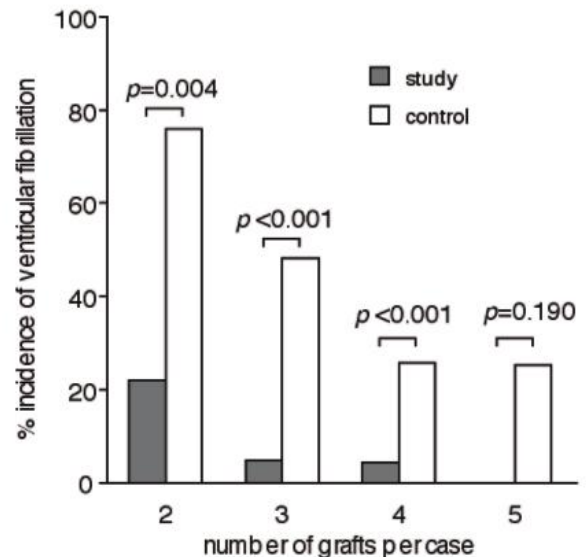 % incidence of ventricular fibrillation
100
80
60
40
20
0
study
control
p=0.004
p<0.001
p<0.001
p=0.190
2 3 4 5
number of grafts per case